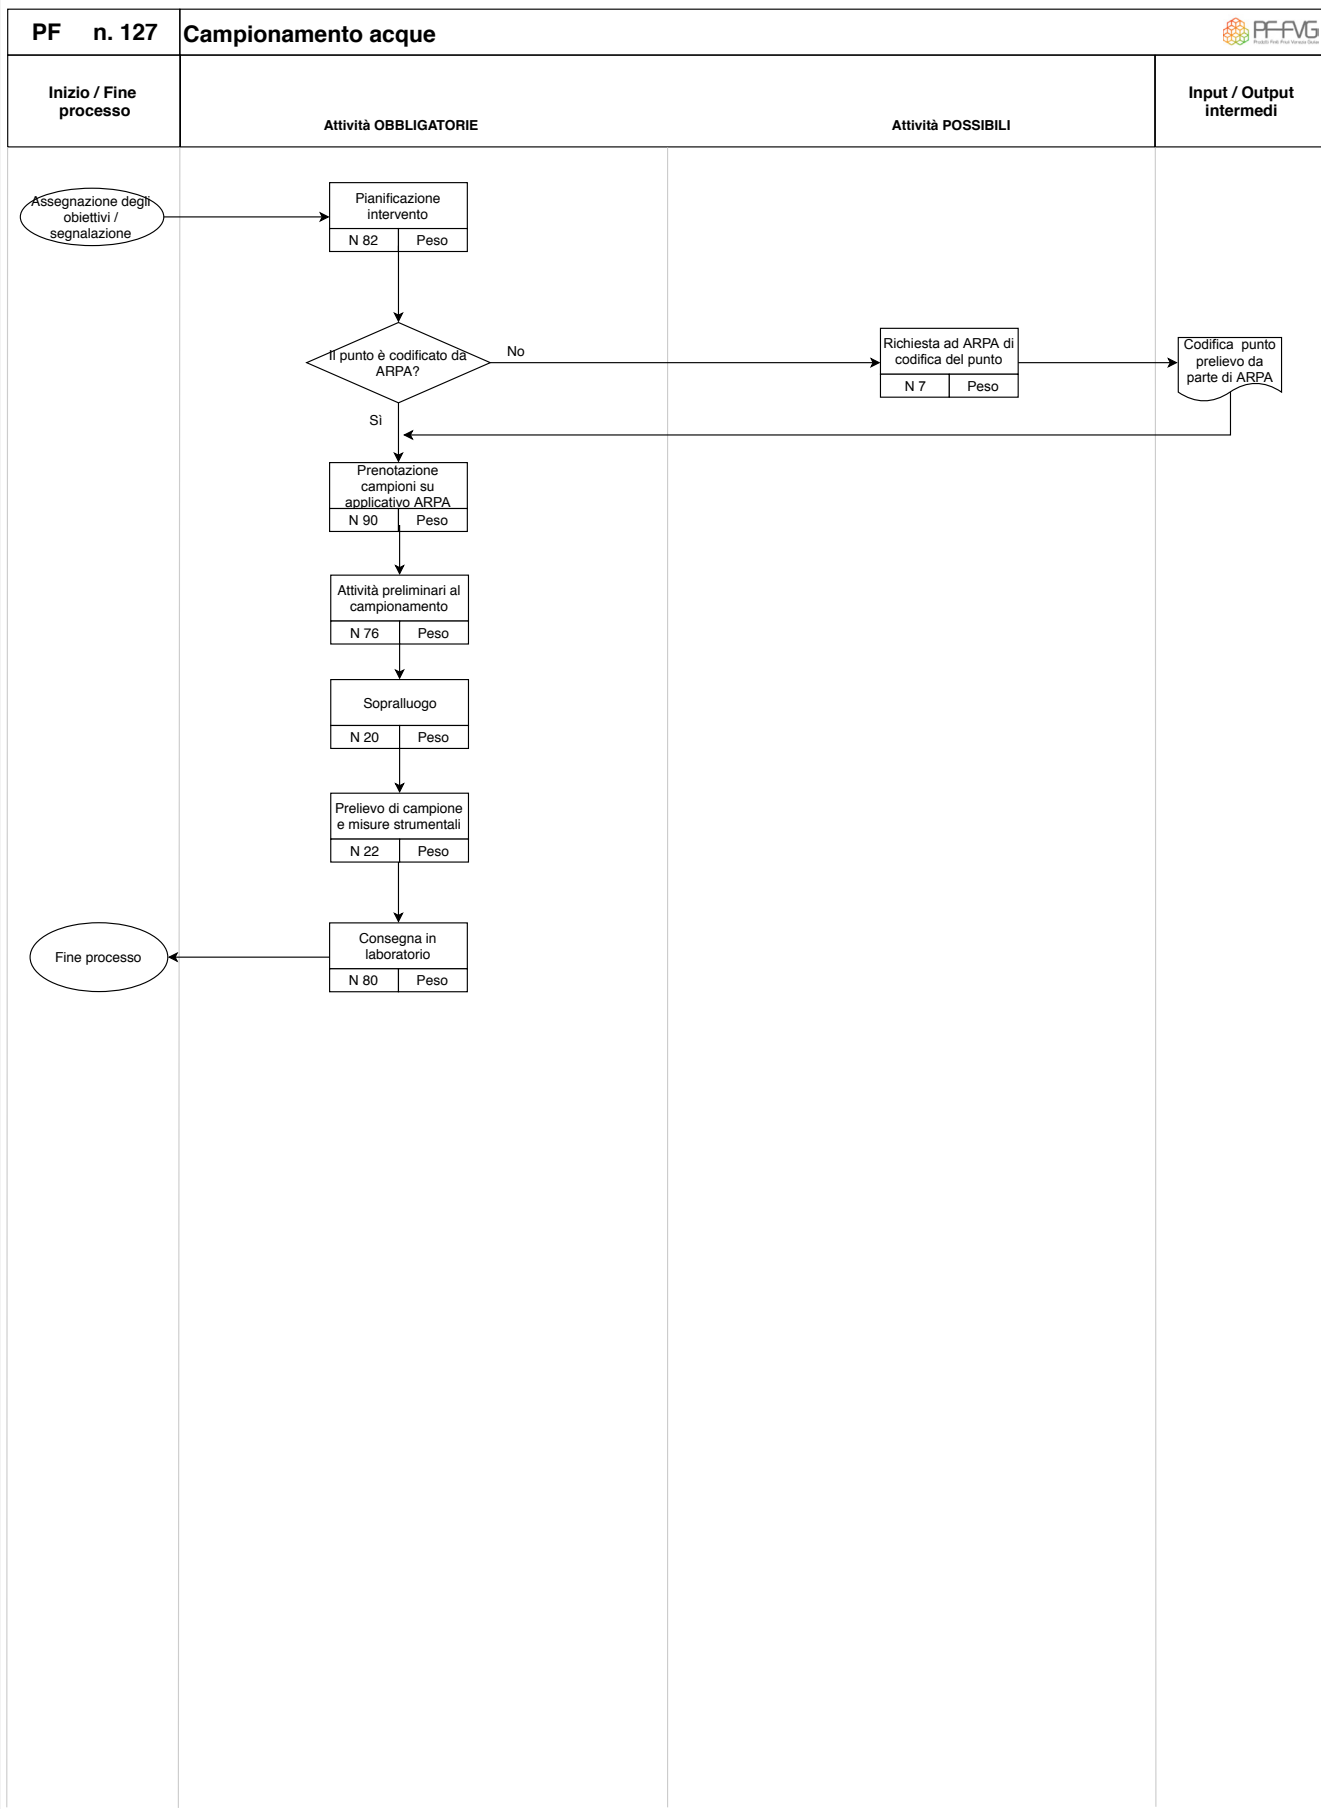 PF n. 127
Campionamento acque
PF-FVG
Inizio / Fine
processo
Attività OBBLIGATORIE
Attività POSSIBILI
Input / Output
intermedi
Assegnazione degli
obiettivi /
segnalazione
Pianificazione
intervento
N 82 Peso
Il punto è codificato da
ARPA?
No
Richiesta ad ARPA di
codifica del punto
N 7 Peso
Codifica punto
prelievo da
parte di ARPA
Sì
Prenotazione
campioni su
applicativo ARPA
N 90 Peso
Attività preliminari al
campionamento
N 76 Peso
Sopralluogo
N 20 Peso
Prelievo di campione
e misure strumentali
N 22 Peso
Consegna in
laboratorio
N 80 Peso
Fine processo